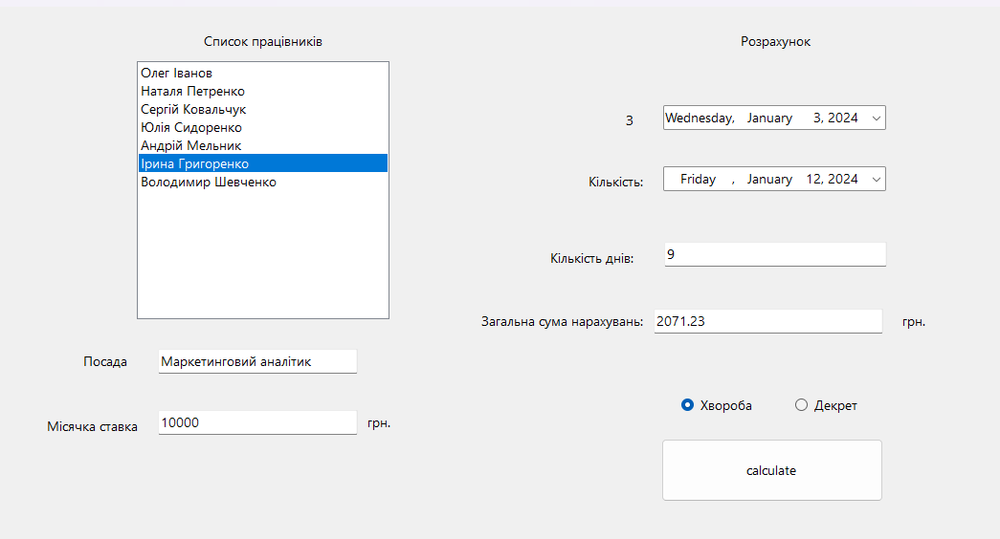 Список працівників
Олег Іванов
Наталя Петренко
Сергій Ковальчук
Юлія Сидоренко
Андрій Мельник
Ірина Григоренко
Володимир Шевченко
Посада
Маркетинговий аналітик
Місячка ставка
10000
грн.
Розрахунок
З
Wednesday, January 3, 2024
Кількість:
Friday , January 12, 2024
Кількість днів:
9
Загальна сума нарахувань:
2071.23
грн.
Хвороба
Декрет
calculate